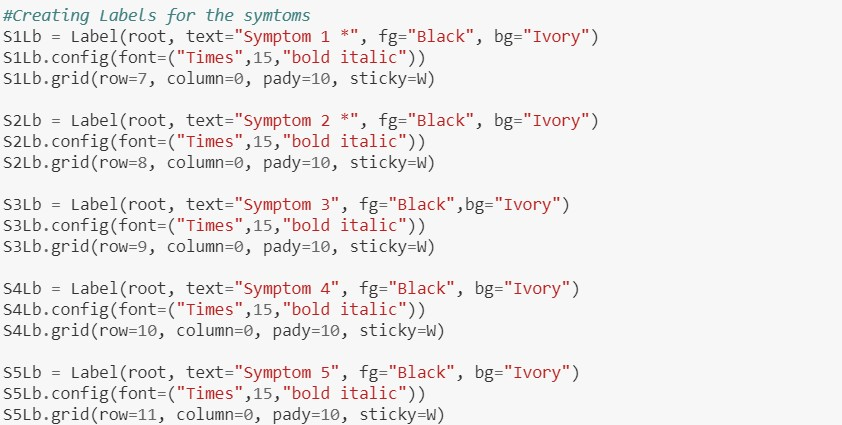 #Creating Labels for the symtoms
S1Lb = Label(root, text="Symptom 1 *", fg="Black", bg="Ivory")
S1Lb.config(font=("Times",15,"bold italic"))
S1Lb.grid(row=7, column=0, pady=10, sticky=W)

S2Lb = Label(root, text="Symptom 2 *", fg="Black", bg="Ivory")
S2Lb.config(font=("Times",15,"bold italic"))
S2Lb.grid(row=8, column=0, pady=10, sticky=W)

S3Lb = Label(root, text="Symptom 3", fg="Black",bg="Ivory")
S3Lb.config(font=("Times",15,"bold italic"))
S3Lb.grid(row=9, column=0, pady=10, sticky=W)

S4Lb = Label(root, text="Symptom 4", fg="Black", bg="Ivory")
S4Lb.config(font=("Times",15,"bold italic"))
S4Lb.grid(row=10, column=0, pady=10, sticky=W)

S5Lb = Label(root, text="Symptom 5", fg="Black", bg="Ivory")
S5Lb.config(font=("Times",15,"bold italic"))
S5Lb.grid(row=11, column=0, pady=10, sticky=W)